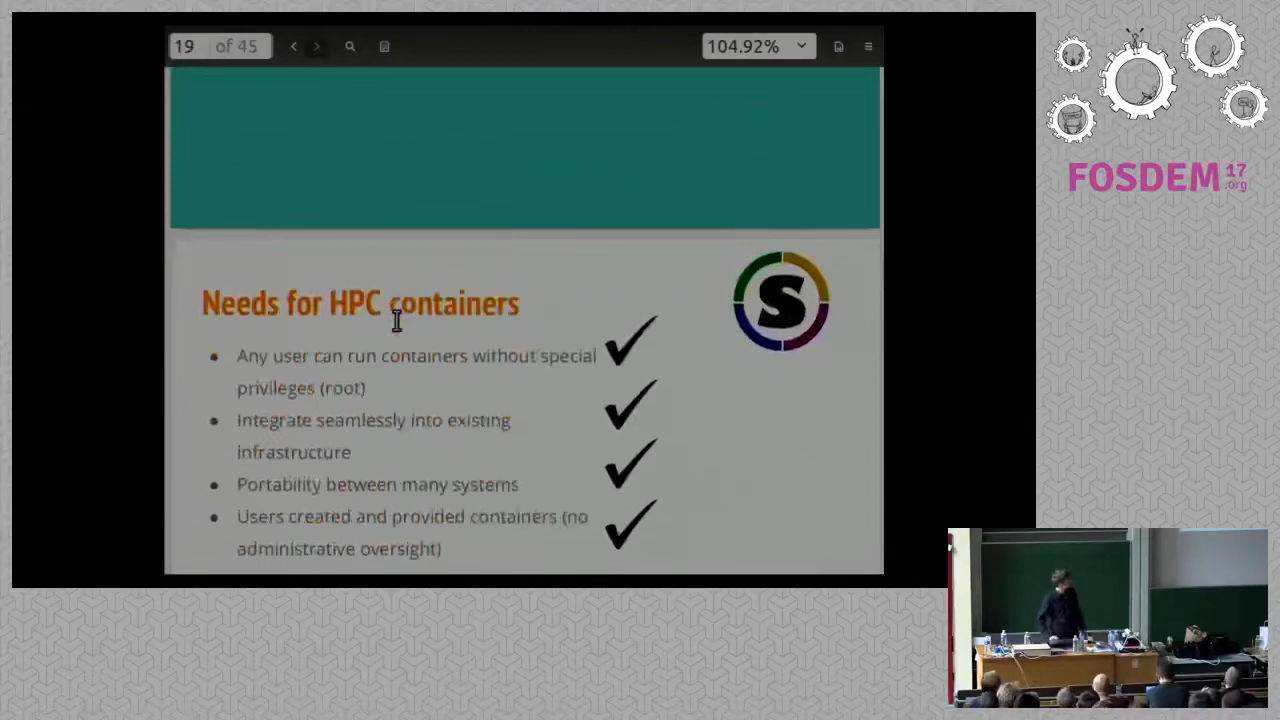 19 of 45
104.92%
FOSDEM 17
.org
Needs for HPC containers
S
• Any user can run containers without special
privileges (root)
• Integrate seamlessly into existing
infrastructure
• Portability between many systems
• Users created and provided containers (no
administrative oversight)